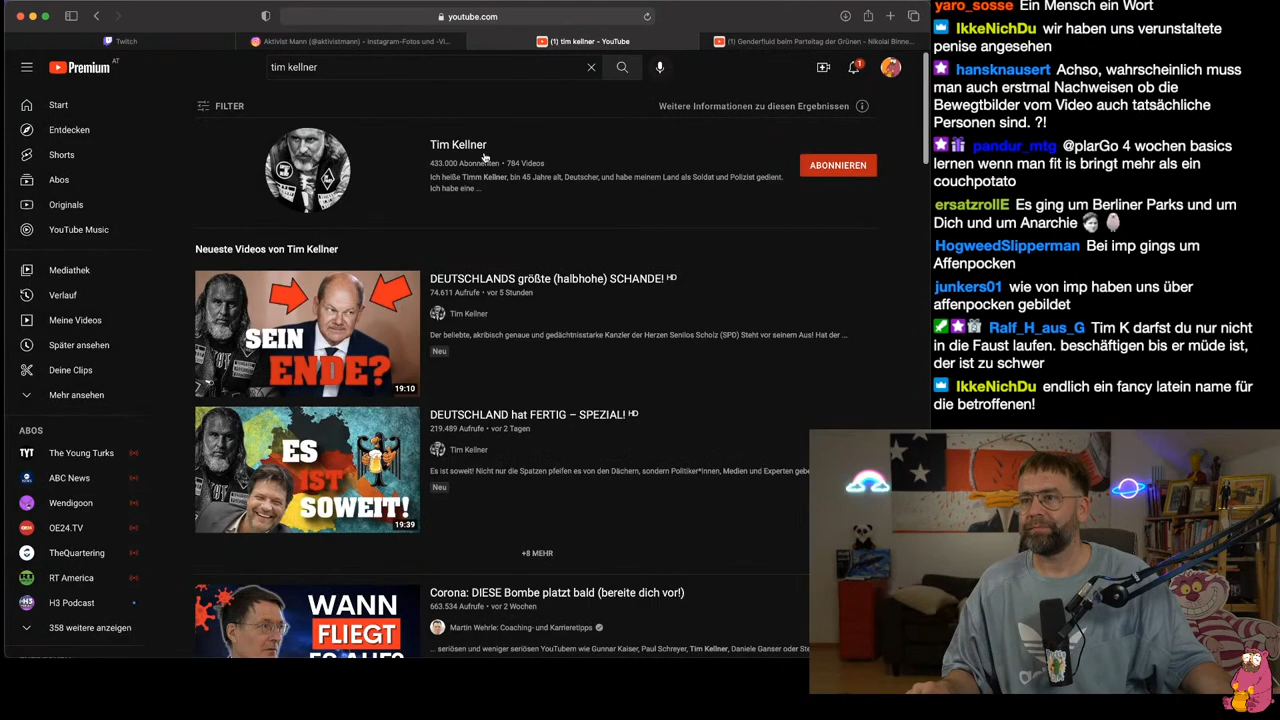 youtube.com
Twitch
Aktivist Mann (@aktivistmann) • Instagram-Fotos und -Vi...
(1) tim kellner - YouTube
(1) Genderfluid beim Parteitag der Grünen - Nikolai Binne...
Premium AT
tim kellner
1
FILTER
Weitere Informationen zu diesen Ergebnissen
Start
Entdecken
Shorts
Abos
Originals
YouTube Music
Mediathek
Verlauf
Meine Videos
Später ansehen
Deine Clips
Mehr ansehen
ABOS
The Young Turks
ABC News
Wendigoon
OE24.TV
TheQuartering
RT America
H3 Podcast
358 weitere anzeigen
Tim Kellner
433.000 Abonnenten • 784 Videos
Ich heiße Timm Kellner, bin 45 Jahre alt, Deutscher, und habe meinem Land als Soldat und Polizist gedient.
Ich habe eine ...
ABONNIEREN
Neueste Videos von Tim Kellner
SEIN
ENDE?
19:10
DEUTSCHLANDS größte (halbhohe) SCHANDE! HD
74.611 Aufrufe • vor 5 Stunden
Tim Kellner
Der beliebte, akribisch genaue und gedächtnisstarke Kanzler der Herzen Senilos Scholz (SPD) Steht vor seinem Aus! Hat der ...
Neu
ES
IST
SOWEIT!
19:39
DEUTSCHLAND hat FERTIG – SPEZIAL! HD
219.489 Aufrufe • vor 2 Tagen
Tim Kellner
Es ist soweit! Nicht nur die Spatzen pfeifen es von den Dächern, sondern Politiker*innen, Medien und Experten
Neu
+8 MEHR
WANN
FLIEGT
Corona: DIESE Bombe platzt bald (bereite dich vor!)
663.534 Aufrufe • vor 2 Wochen
Martin Wehrle: Coaching- und Karrieretipps
... seriösen und weniger seriösen YouTubern wie Gunnar Kaiser, Paul Schreyer, Tim Kellner, Daniele Ganser oder
yaro_sosse Ein Mensch ein Wort
IkkeNichDu wir haben uns verunstaltete
penise angesehen
hansknausert Achso, wahrscheinlich muss
man auch erstmal Nachweisen ob die
Bewegtbilder vom Video auch tatsächliche
Personen sind. ?!
pandur_mtg @plarGo 4 wochen basics
lernen wenn man fit is bringt mehr als ein
couchpotato
ersatzrollE Es ging um Berliner Parks und um
Dich und um Anarchie
HogweedSlipperman Bei imp gings um
Affenpocken
junkers01 wie von imp haben uns über
affenpocken gebildet
Ralf_H_aus_G Tim K darfst du nur nicht
in die Faust laufen. beschäftigen bis er müde ist,
der ist zu schwer
IkkeNichDu endlich ein fancy latein name für
die betroffenen!